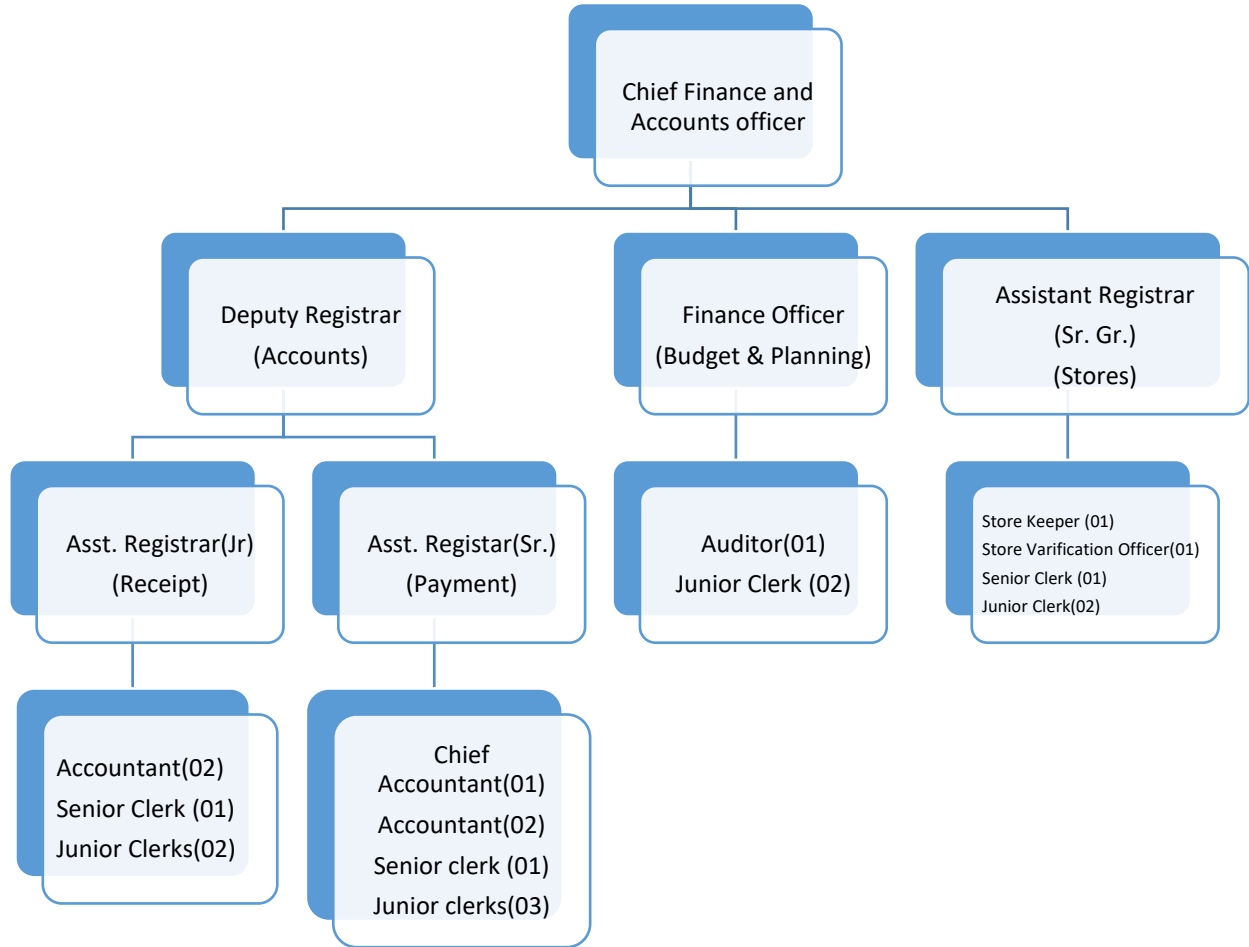 Chief Finance and
Accounts officer
Deputy Registrar
(Accounts)
Finance Officer
(Budget & Planning)
Assistant Registrar
(Sr. Gr.)
(Stores)
Asst. Registrar(Jr)
(Receipt)
Asst. Registar(Sr.)
(Payment)
Auditor(01)
Junior Clerk (02)
Store Keeper (01)
Store Varification Officer(01)
Senior Clerk (01)
Junior Clerk(02)
Accountant(02)
Senior Clerk (01)
Junior Clerks(02)
Chief
Accountant(01)
Accountant(02)
Senior clerk (01)
Junior clerks(03)